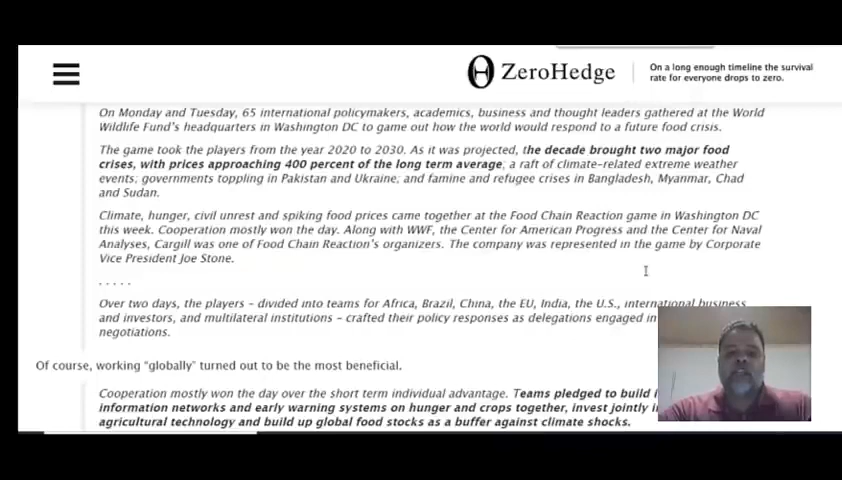 ZeroHedge
On a long enough timeline the survival
rate for everyone drops to zero.
On Monday and Tuesday, 65 international policymakers, academics, business and thought leaders gathered at the World
Wildlife Fund's headquarters in Washington DC to game out how the world would respond to a future food crisis.
The game took the players from the year 2020 to 2030. As it was projected, the decade brought two major food
crises, with prices approaching 400 percent of the long term average; a raft of climate-related extreme weather
events; governments toppling in Pakistan and Ukraine; and famine and refugee crises in Bangladesh, Myanmar, Chad
and Sudan.
Climate, hunger, civil unrest and spiking food prices came together at the Food Chain Reaction game in Washington DC
this week. Cooperation mostly won the day. Along with WWF, the Center for American Progress and the Center for Naval
Analyses, Cargill was one of Food Chain Reaction's organizers. The company was represented in the game by Corporate
Vice President Joe Stone.
. . . . .
Over two days, the players – divided into teams for Africa, Brazil, China, the EU, India, the U.S., international business
and investors, and multilateral institutions – crafted their policy responses as delegations engaged in
negotiations.
Of course, working "globally" turned out to be the most beneficial.
Cooperation mostly won the day over the short term individual advantage. Teams pledged to build
information networks and early warning systems on hunger and crops together, invest jointly in
agricultural technology and build up global food stocks as a buffer against climate shocks.